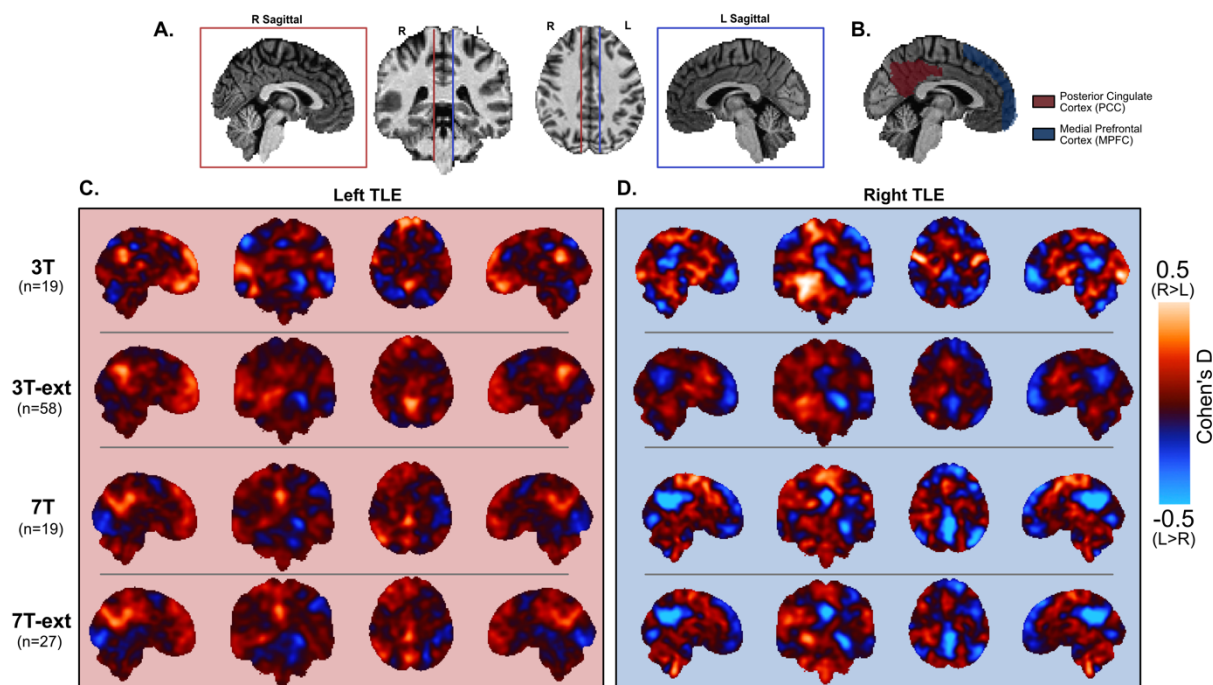 A.
R Sagittal
R
L
R
L
L Sagittal
B.
Posterior Cingulate
Cortex (PCC)
Medial Prefrontal
Cortex (MPFC)
C.
Left TLE
D.
Right TLE
3T
(n=19)
3T-ext
(n=58)
7T
(n=19)
7T-ext
(n=27)
0.5
(R>L)
Cohen's D
-0.5
(L>R)